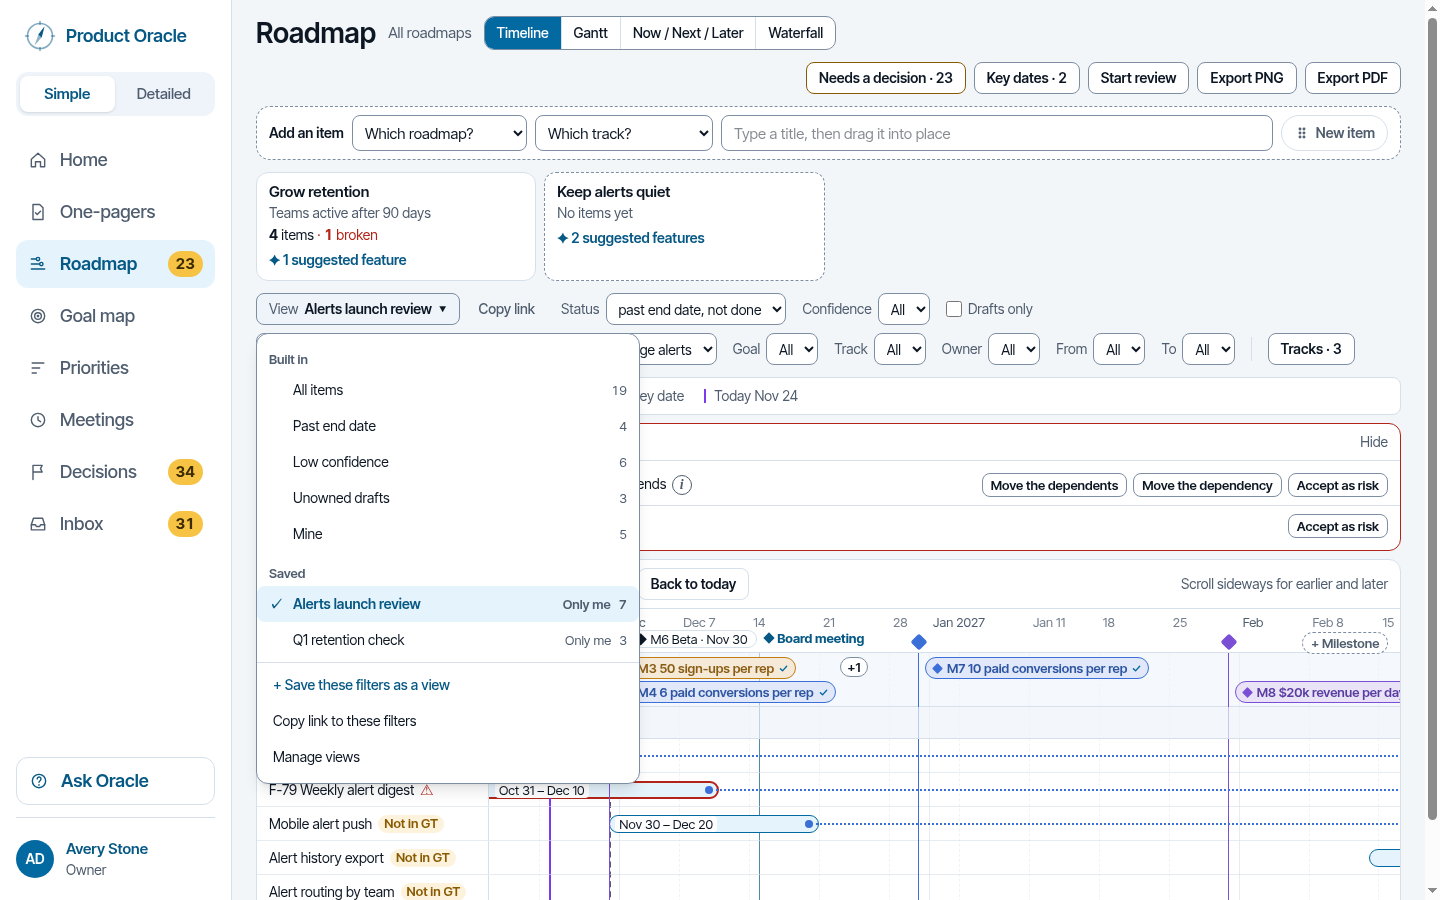 Product Oracle
Simple
Detailed
Home
One-pagers
Roadmap 23
Goal map
Priorities
Meetings
Decisions 34
Inbox 31
Ask Oracle
AD
Avery Stone
Owner
Roadmap All roadmaps Timeline Gantt Now / Next / Later Waterfall
Needs a decision · 23 Key dates · 2 Start review Export PNG Export PDF
Add an item Which roadmap? Which track? Type a title, then drag it into place New item
Grow retention
Teams active after 90 days
4 items · 1 broken
1 suggested feature
Keep alerts quiet
No items yet
2 suggested features
View Alerts launch review Copy link Status past end date, not done Confidence All Drafts only
ge alerts Goal All Track All Owner All From All To All Tracks · 3
Built in
All items 19
Past end date 4
Low confidence 6
Unowned drafts 3
Mine 5
Saved
✓ Alerts launch review Only me 7
Q1 retention check Only me 3
+ Save these filters as a view
Copy link to these filters
Manage views
ey date Today Nov 24
Hide
ends i Move the dependents Move the dependency Accept as risk
Accept as risk
Back to today Scroll sideways for earlier and later
c Dec 7 14 21 28 Jan 2027 Jan 11 18 25 Feb Feb 8 15
M6 Beta · Nov 30 Board meeting + Milestone
M3 50 sign-ups per rep ✓ +1 M7 10 paid conversions per rep ✓
M4 6 paid conversions per rep ✓ M8 $20k revenue per da
F-79 Weekly alert digest Oct 31 – Dec 10
Mobile alert push Not in GT Nov 30 – Dec 20
Alert history export Not in GT
Alert routing by team Not in GT